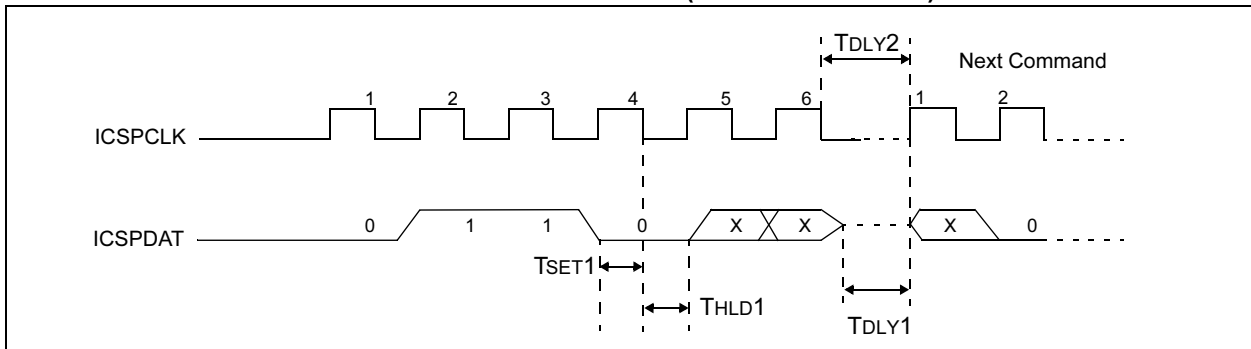 TDLY2
Next Command
1 2 3 4 5 6 1 2
ICSPCLK
ICSPDAT
0 1 1 0 X X X 0
TSET1
THLD1
TDLY1